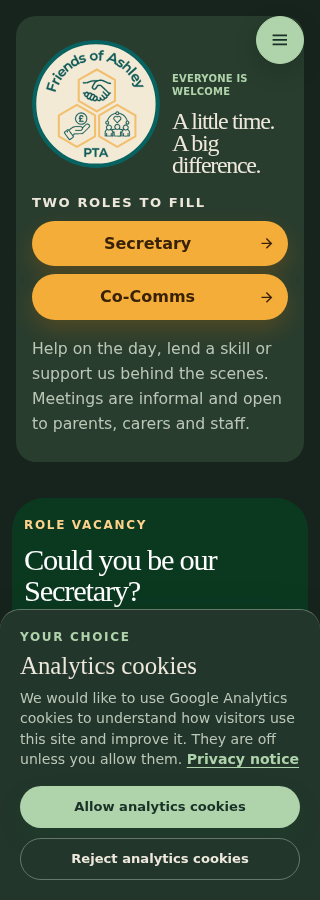 Friends of Ashley
£
PTA
EVERYONE IS
WELCOME
A little time.
A big
difference.
TWO ROLES TO FILL
Secretary
Co-Comms
Help on the day, lend a skill or
support us behind the scenes.
Meetings are informal and open
to parents, carers and staff.
ROLE VACANCY
Could you be our
Secretary?
YOUR CHOICE
Analytics cookies
We would like to use Google Analytics
cookies to understand how visitors use
this site and improve it. They are off
unless you allow them. Privacy notice
Allow analytics cookies
Reject analytics cookies